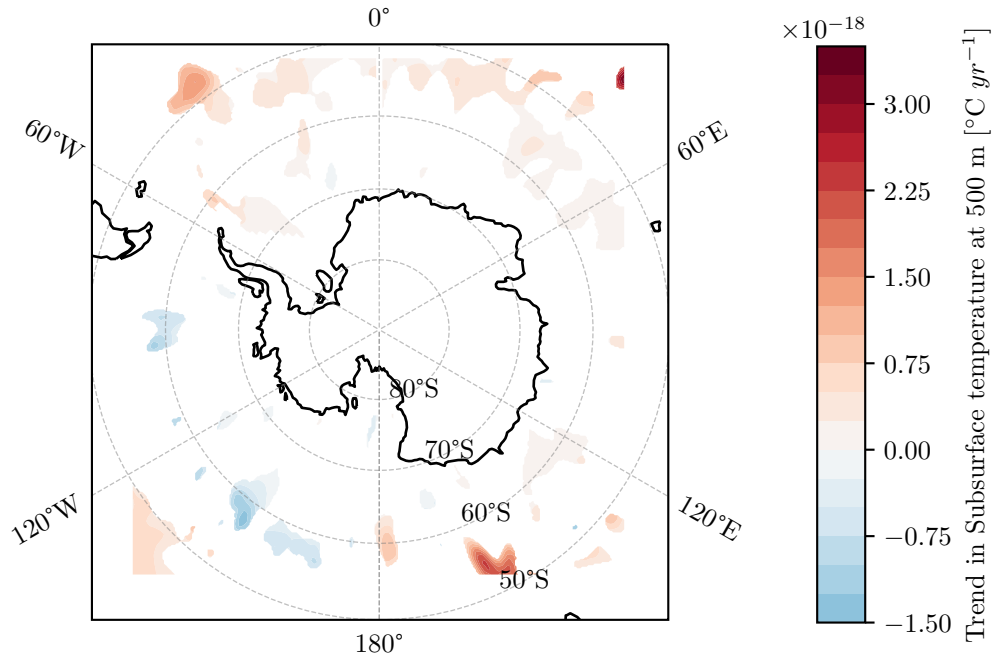 0°
×10⁻¹⁸
60°W
60°E
3.00
2.25
1.50
0.75
0.00
−0.75
−1.50
Trend in Subsurface temperature at 500 m [°C yr⁻¹]
80°S
70°S
60°S
50°S
120°W
120°E
180°